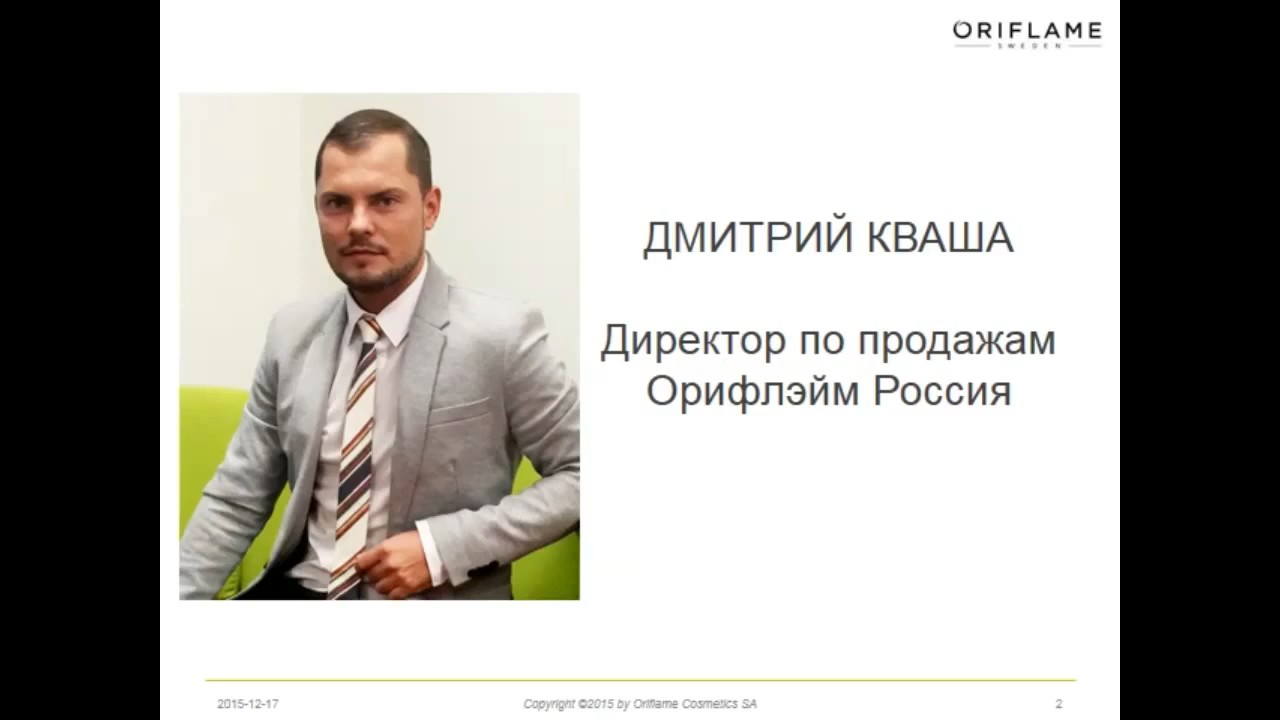 ORIFLAME
SWEDEN
ДМИТРИЙ КВАША
Директор по продажам
Орифлэйм Россия
2015-12-17 Copyright ©2015 by Oriflame Cosmetics SA 2